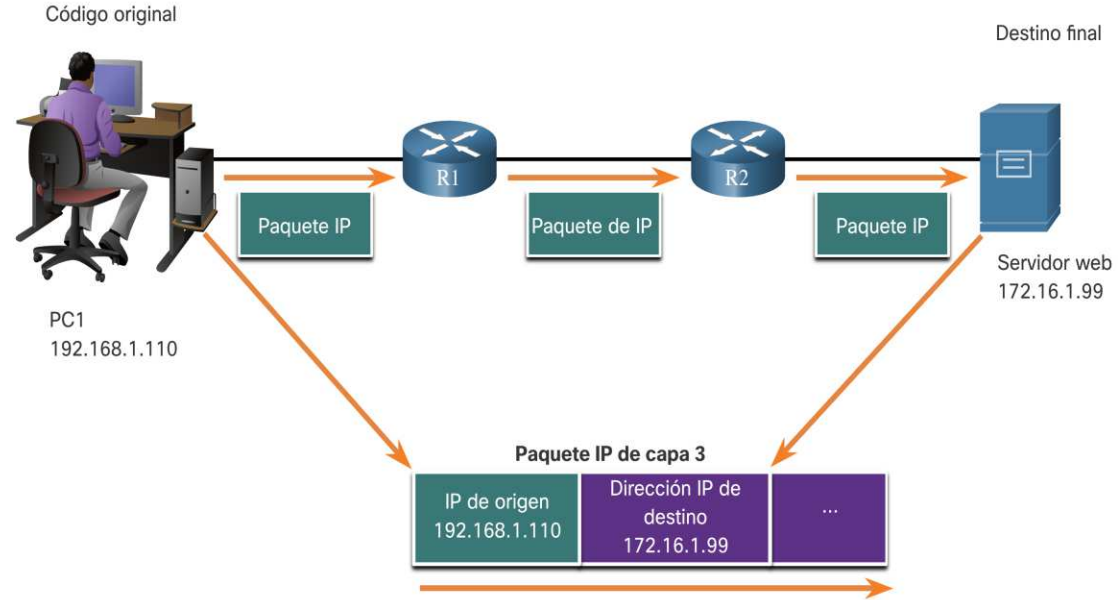 Código original
Destino final
R1
R2
Paquete IP
Paquete de IP
Paquete IP
Servidor web
172.16.1.99
PC1
192.168.1.110
Paquete IP de capa 3
IP de origen
192.168.1.110
Dirección IP de
destino
172.16.1.99
...